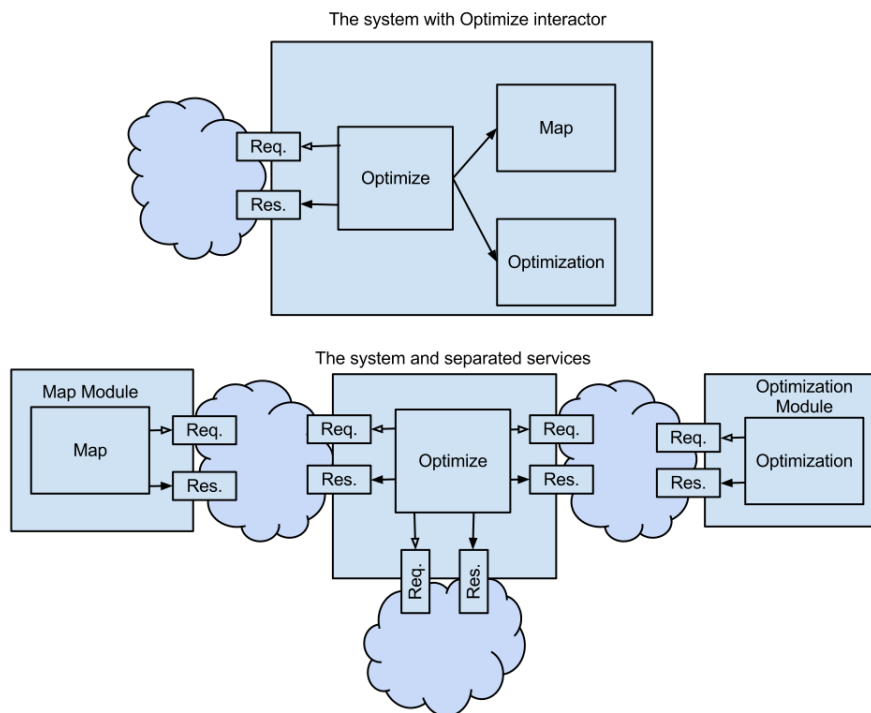 The system with Optimize interactor
Map
Req.
Optimize
Res.
Optimization
The system and separated services
Map Module
Optimization
Module
Req.
Req.
Req.
Req.
Map
Optimize
Optimization
Res.
Res.
Res.
Res.
Req.
Res.